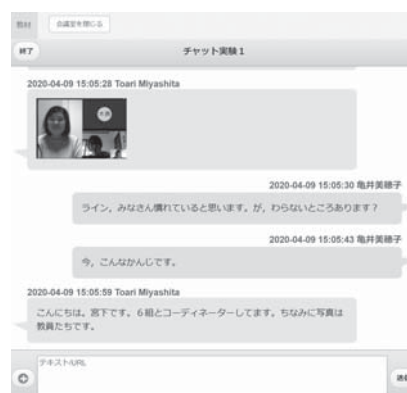 教材 会議室を閉じる
終了 チャット実験1
2020-04-09 15:05:28 Toari Miyashita
2020-04-09 15:05:30 亀井美穂子
ライン，みなさん慣れていると思います。が，わらないところあります？
2020-04-09 15:05:43 亀井美穂子
今，こんなかんじです。
2020-04-09 15:05:59 Toari Miyashita
こんにちは。宮下です。6組とコーディネーターしてます。ちなみに写真は
教員たちです。
テキスト/URL